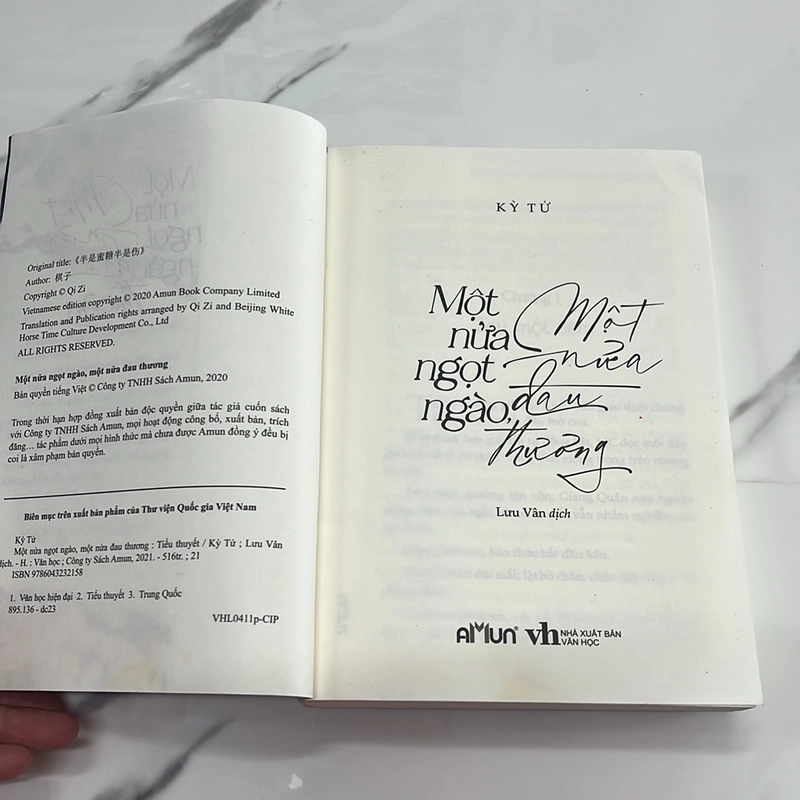 Original title:《半是蜜糖半是伤》
Author: 棋子
Copyright © Qi Zi
Vietnamese edition copyright © 2020 Amun Book Company Limited
Translation and Publication rights arranged by Qi Zi and Beijing White
Horse Time Culture Development Co., Ltd
ALL RIGHTS RESERVED.
Một nửa ngọt ngào, một nửa đau thương
Bản quyền tiếng Việt © Công ty TNHH Sách Amun, 2020
Trong thời hạn hợp đồng xuất bản độc quyền giữa tác giả cuốn sách
với Công ty TNHH Sách Amun, mọi hoạt động công bố, xuất bản, trích
đăng... tác phẩm dưới mọi hình thức mà chưa được Amun đồng ý đều bị
coi là xâm phạm bản quyền.
Biên mục trên xuất bản phẩm của Thư viện Quốc gia Việt Nam
Kỳ Tử
Một nửa ngọt ngào, một nửa đau thương : Tiểu thuyết / Kỳ Tử ; Lưu Vân
dịch. - H. : Văn học ; Công ty Sách Amun, 2021. - 516tr. ; 21
ISBN 9786043232158
1. Văn học hiện đại 2. Tiểu thuyết 3. Trung Quốc
895.136 - dc23
VHL0411p-CIP
KỲ TỬ
Một
nửa
ngọt
ngào,
Một
nửa
đau
thương
Lưu Vân dịch
AMUN
vh NHÀ XUẤT BẢN
VĂN HỌC